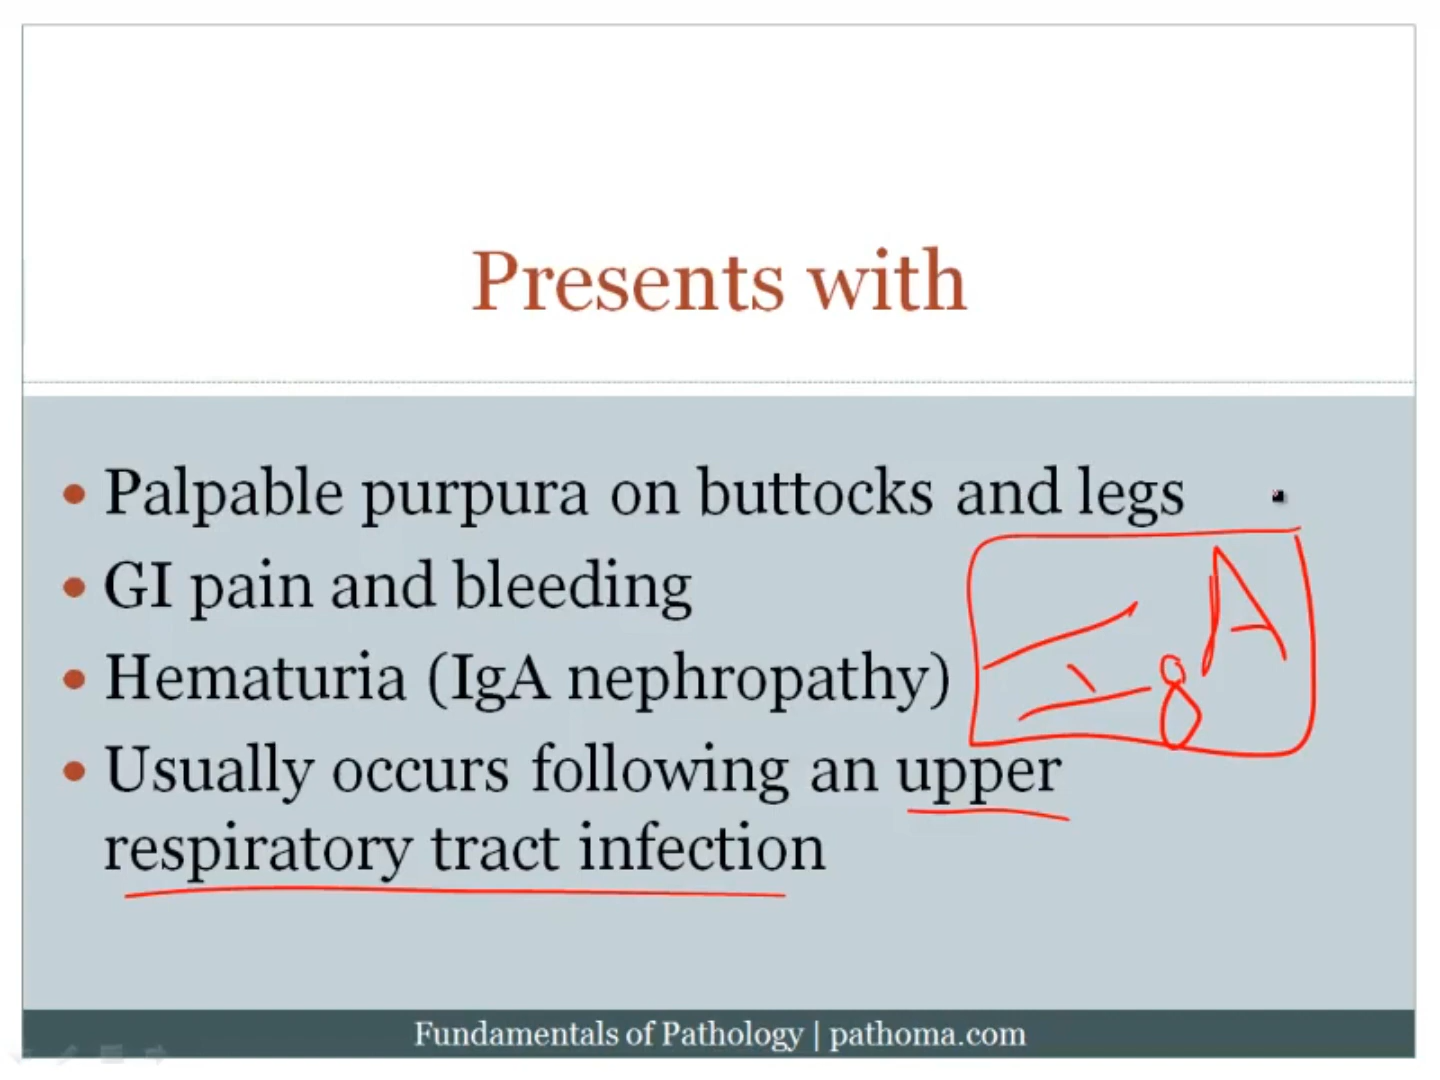 Presents with
• Palpable purpura on buttocks and legs
• GI pain and bleeding
• Hematuria (IgA nephropathy)
IgA
• Usually occurs following an upper
respiratory tract infection
Fundamentals of Pathology | pathoma.com